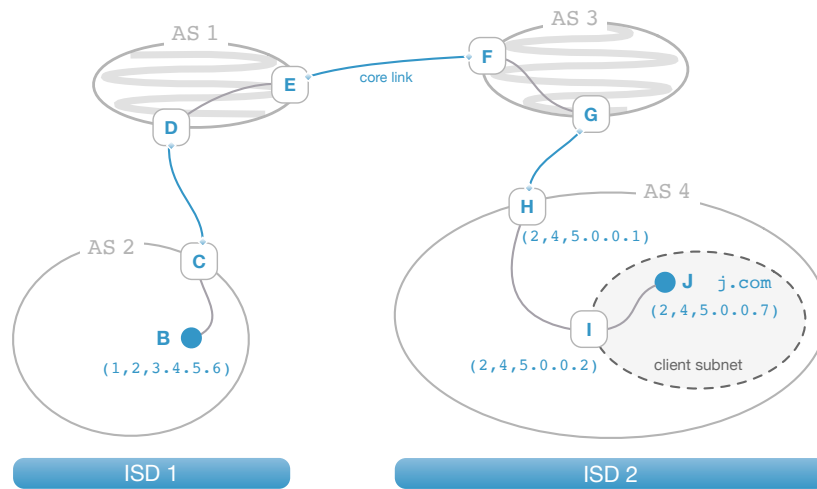 AS 1
AS 3
E
core link
F
D
G
AS 4
H
(2,4,5.0.0.1)
AS 2
C
J j.com
(2,4,5.0.0.7)
B
I
(1,2,3.4.5.6)
(2,4,5.0.0.2)
client subnet
ISD 1
ISD 2